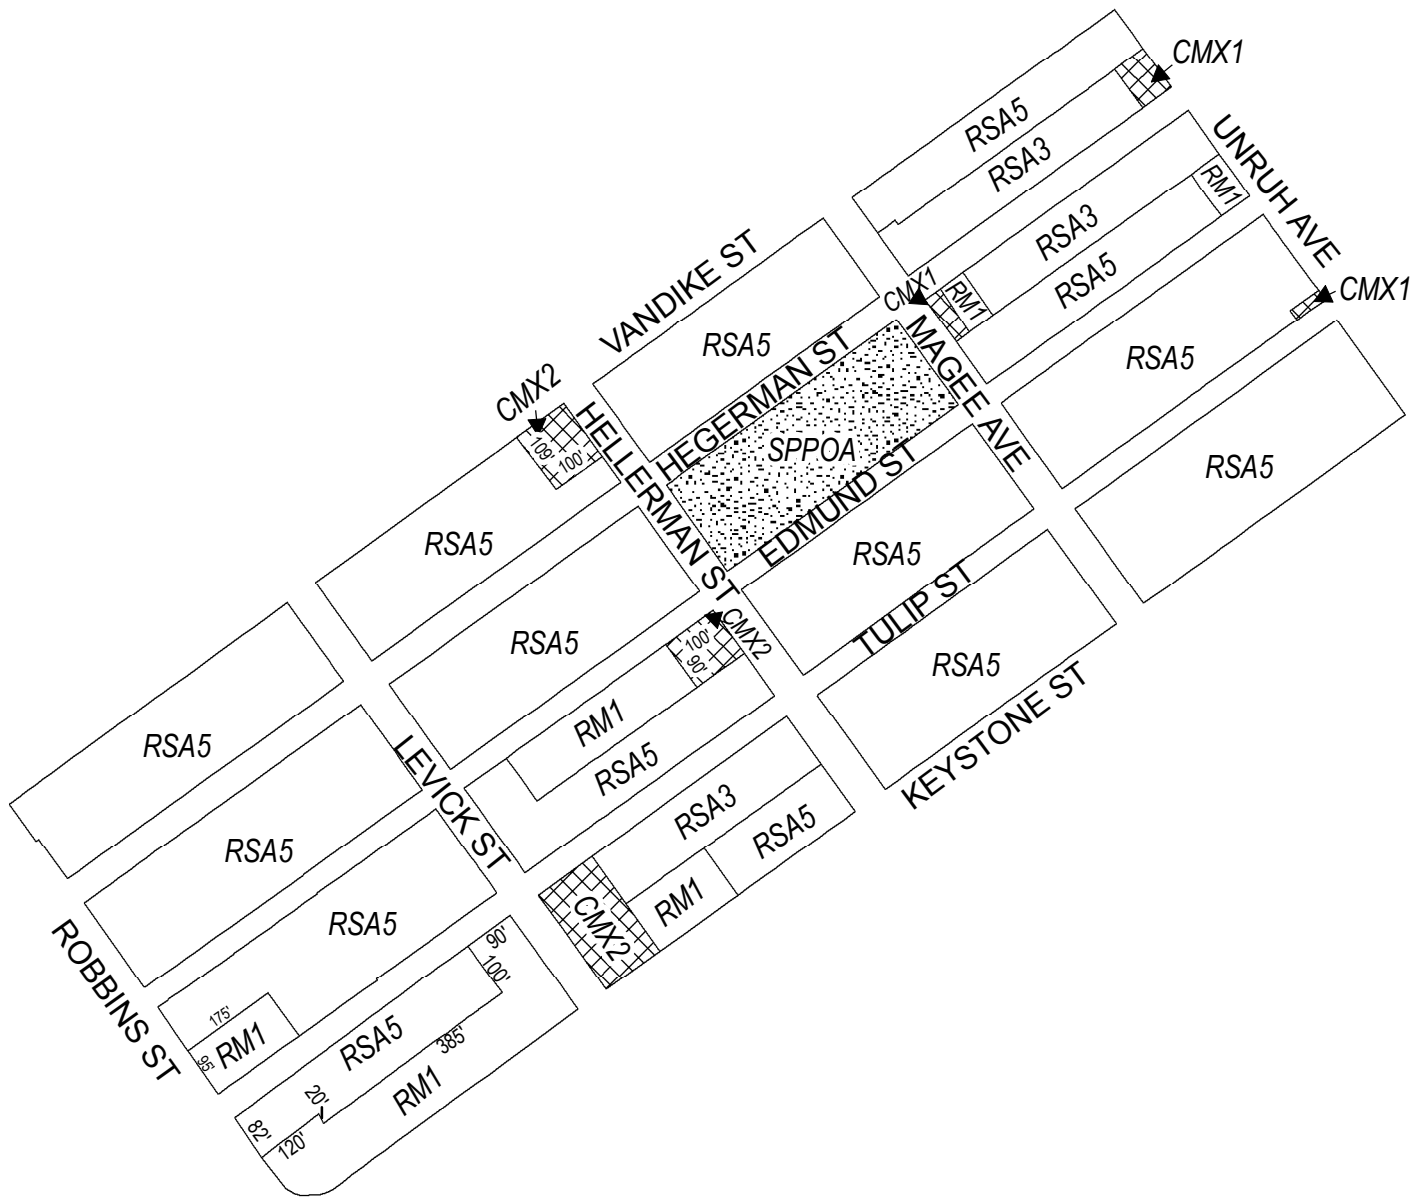 CMX1
RSA5
RSA3
UNRUH AVE
RM1
RSA3
RSA5
VANDIKE ST
CMX1
RM1
CMX1
RSA5
HEGERMAN ST
MAGEE AVE
RSA5
CMX2
109'
100'
HELLERMAN ST
SPPOA
EDMUND ST
RSA5
RSA5
RSA5
TULIP ST
RSA5
KEYSTONE ST
RSA5
CMX2
100'
90'
RM1
RSA5
RSA5
LEVICK ST
RSA3
RSA5
RM1
CMX2
RSA5
RSA5
ROBBINS ST
175'
95'
RM1
90'
100'
RSA5
385'
RM1
20'
82'
120'